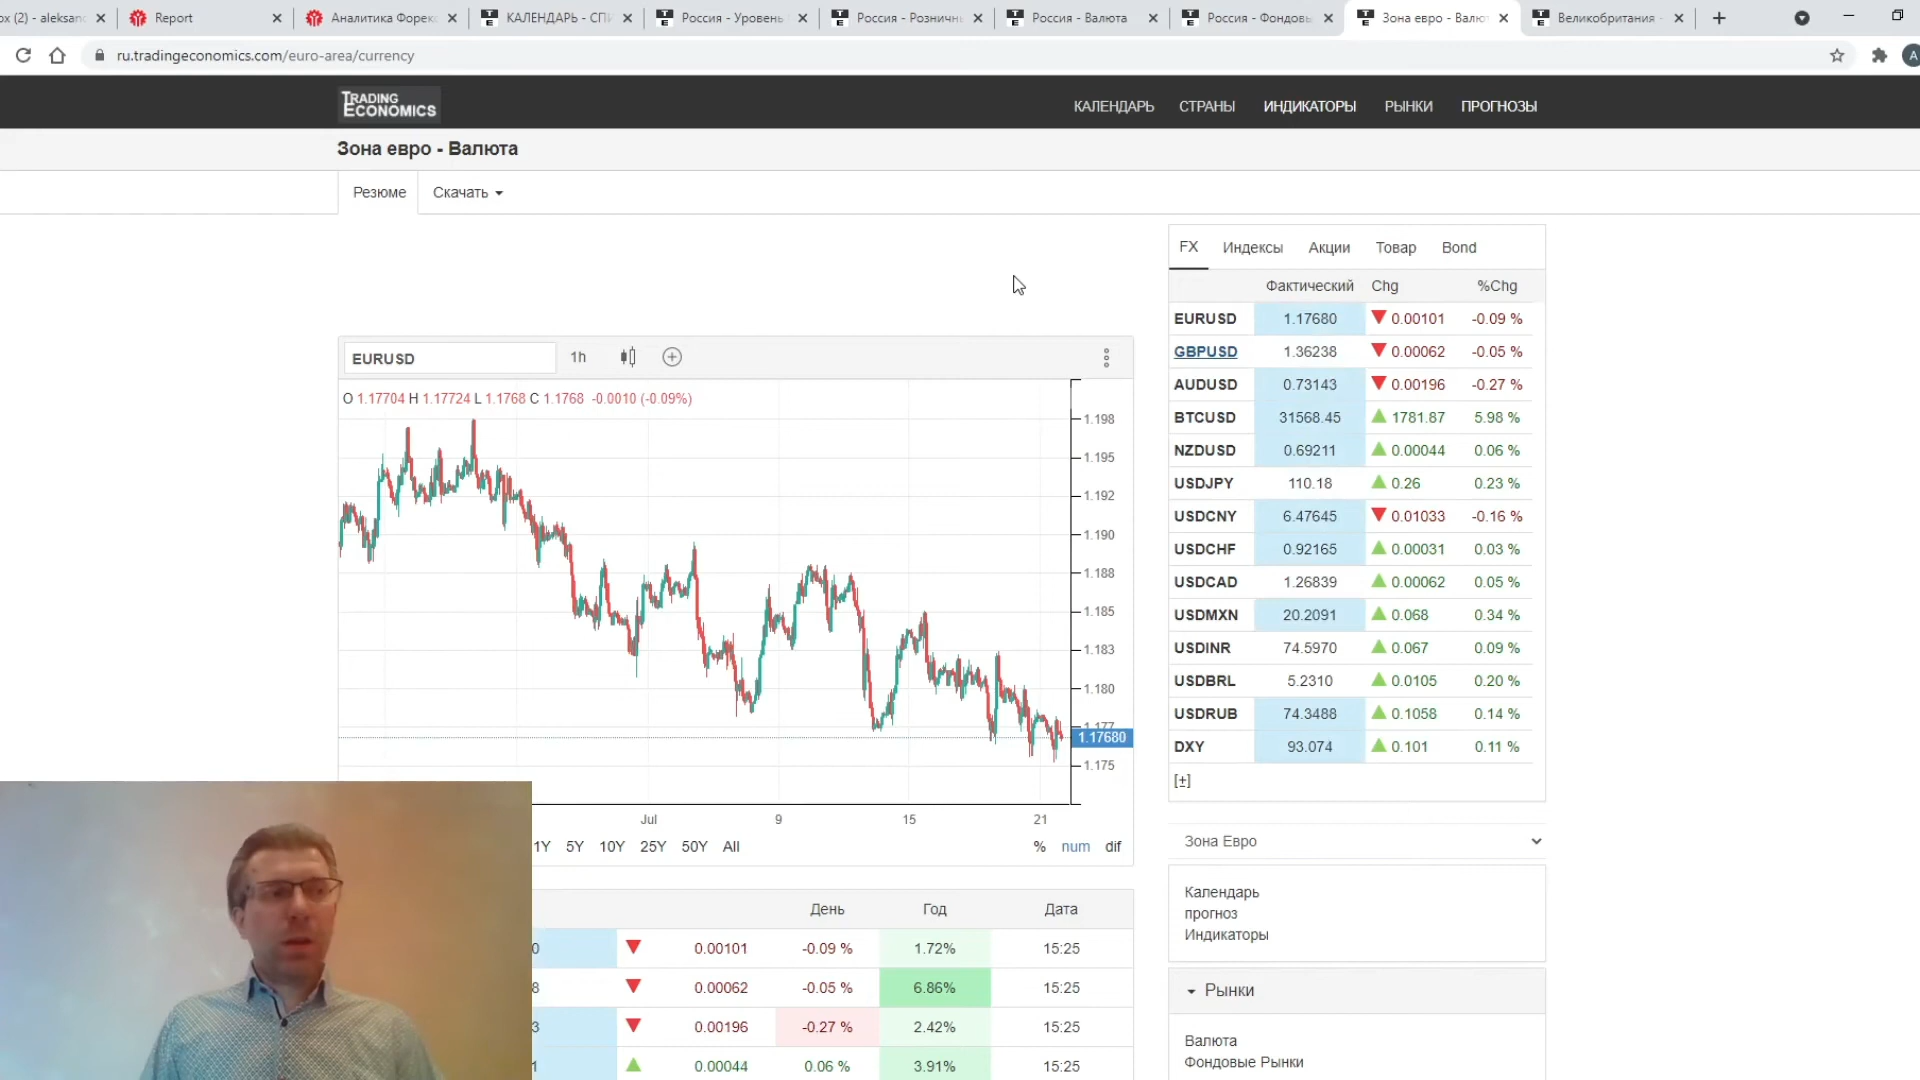 ox (2) - aleksand
Report
Аналитика Форекс
КАЛЕНДАРЬ - СПИ
Россия - Уровень
Россия - Розничн
Россия - Валюта
Россия - Фондовы
Зона евро - Валют
Великобритания -
ru.tradingeconomics.com/euro-area/currency
A
TRADING
ECONOMICS
КАЛЕНДАРЬ СТРАНЫ ИНДИКАТОРЫ РЫНКИ ПРОГНОЗЫ
Зона евро - Валюта
Резюме Скачать
EURUSD 1h
O 1.17704 H 1.17724 L 1.1768 C 1.1768 -0.0010 (-0.09%)
1.198
1.195
1.192
1.190
1.188
1.185
1.183
1.180
1.177
1.17680
1.175
Jul 9 15 21
1Y 5Y 10Y 25Y 50Y All % num dif
День Год Дата
0 0.00101 -0.09 % 1.72% 15:25
8 0.00062 -0.05 % 6.86% 15:25
3 0.00196 -0.27 % 2.42% 15:25
1 0.00044 0.06 % 3.91% 15:25
FX Индексы Акции Товар Bond
Фактический Chg %Chg
EURUSD 1.17680 0.00101 -0.09 %
GBPUSD 1.36238 0.00062 -0.05 %
AUDUSD 0.73143 0.00196 -0.27 %
BTCUSD 31568.45 1781.87 5.98 %
NZDUSD 0.69211 0.00044 0.06 %
USDJPY 110.18 0.26 0.23 %
USDCNY 6.47645 0.01033 -0.16 %
USDCHF 0.92165 0.00031 0.03 %
USDCAD 1.26839 0.00062 0.05 %
USDMXN 20.2091 0.068 0.34 %
USDINR 74.5970 0.067 0.09 %
USDBRL 5.2310 0.0105 0.20 %
USDRUB 74.3488 0.1058 0.14 %
DXY 93.074 0.101 0.11 %
[±]
Зона Евро
Календарь
прогноз
Индикаторы
Рынки
Валюта
Фондовые Рынки